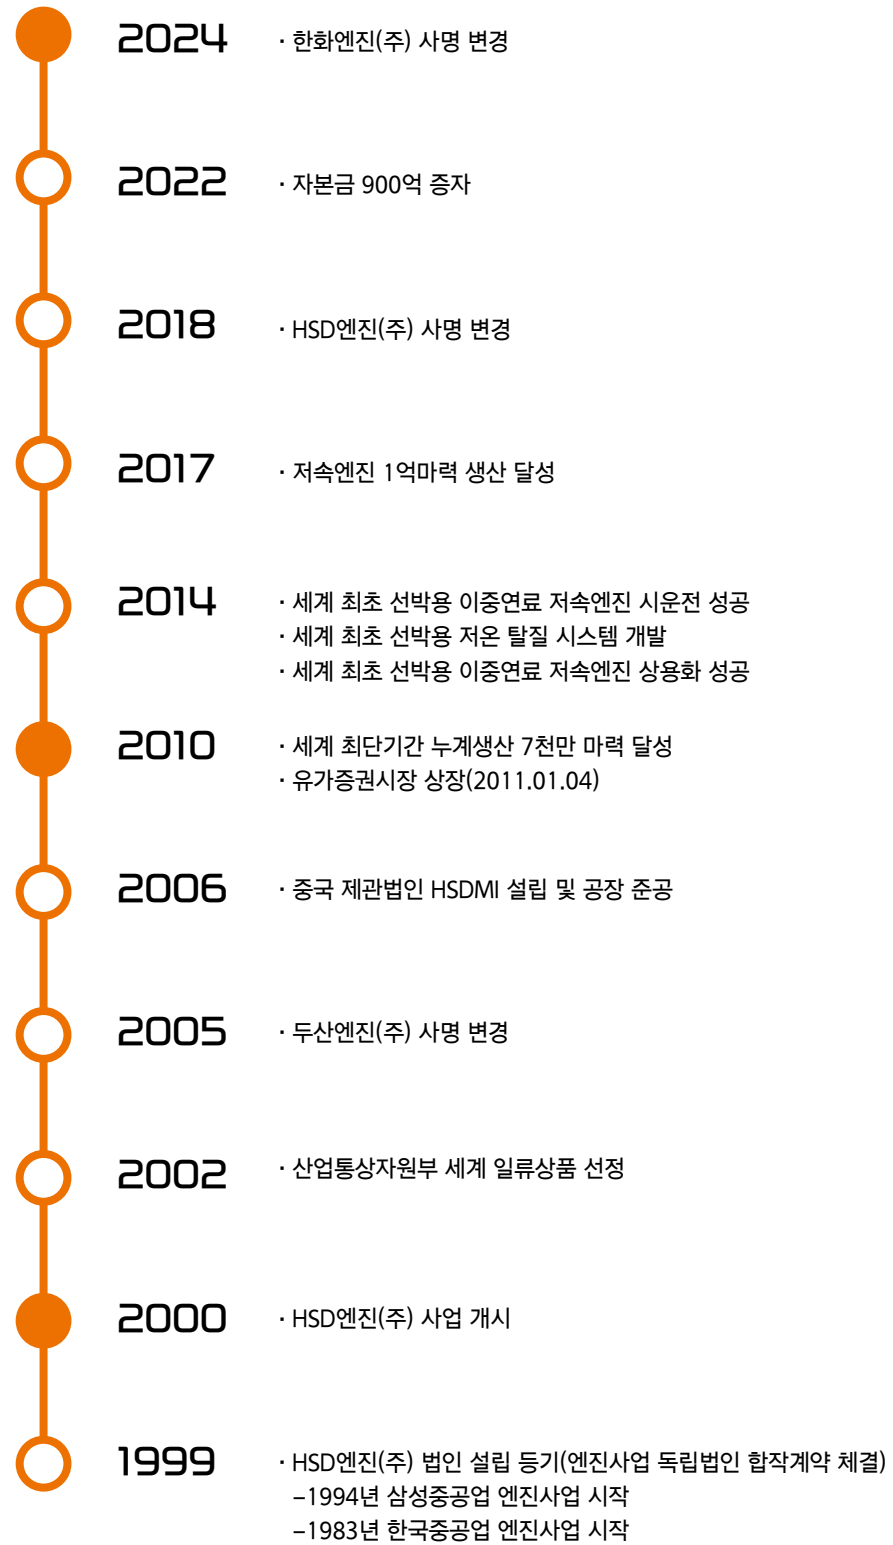 2024 · 한화엔진(주) 사명 변경
2022 · 자본금 900억 증자
2018 · HSD엔진(주) 사명 변경
2017 · 저속엔진 1억마력 생산 달성
2014 · 세계 최초 선박용 이중연료 저속엔진 시운전 성공
· 세계 최초 선박용 저온 탈질 시스템 개발
· 세계 최초 선박용 이중연료 저속엔진 상용화 성공
2010 · 세계 최단기간 누계생산 7천만 마력 달성
· 유가증권시장 상장(2011.01.04)
2006 · 중국 제관법인 HSDMI 설립 및 공장 준공
2005 · 두산엔진(주) 사명 변경
2002 · 산업통상자원부 세계 일류상품 선정
2000 · HSD엔진(주) 사업 개시
1999 · HSD엔진(주) 법인 설립 등기(엔진사업 독립법인 합작계약 체결)
-1994년 삼성중공업 엔진사업 시작
-1983년 한국중공업 엔진사업 시작